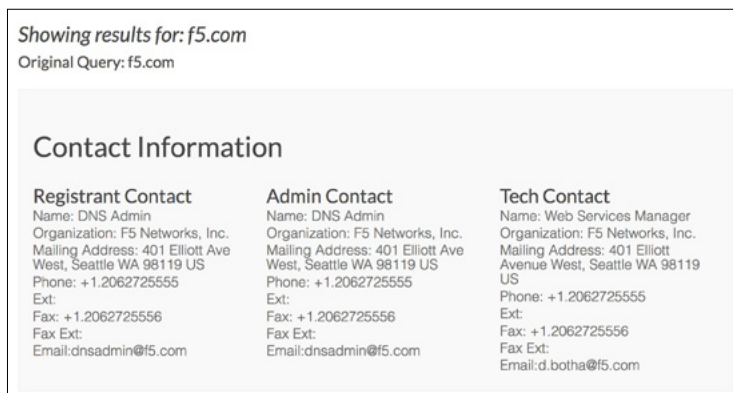 Showing results for: f5.com
Original Query: f5.com
Contact Information
Registrant Contact
Name: DNS Admin
Organization: F5 Networks, Inc.
Mailing Address: 401 Elliott Ave
West, Seattle WA 98119 US
Phone: +1.2062725555
Ext:
Fax: +1.2062725556
Fax Ext:
Email:dnsadmin@f5.com
Admin Contact
Name: DNS Admin
Organization: F5 Networks, Inc.
Mailing Address: 401 Elliott Ave
West, Seattle WA 98119 US
Phone: +1.2062725555
Ext:
Fax: +1.2062725556
Fax Ext:
Email:dnsadmin@f5.com
Tech Contact
Name: Web Services Manager
Organization: F5 Networks, Inc.
Mailing Address: 401 Elliott
Avenue West, Seattle WA 98119
US
Phone: +1.2062725555
Ext:
Fax: +1.2062725556
Fax Ext:
Email:d.botha@f5.com